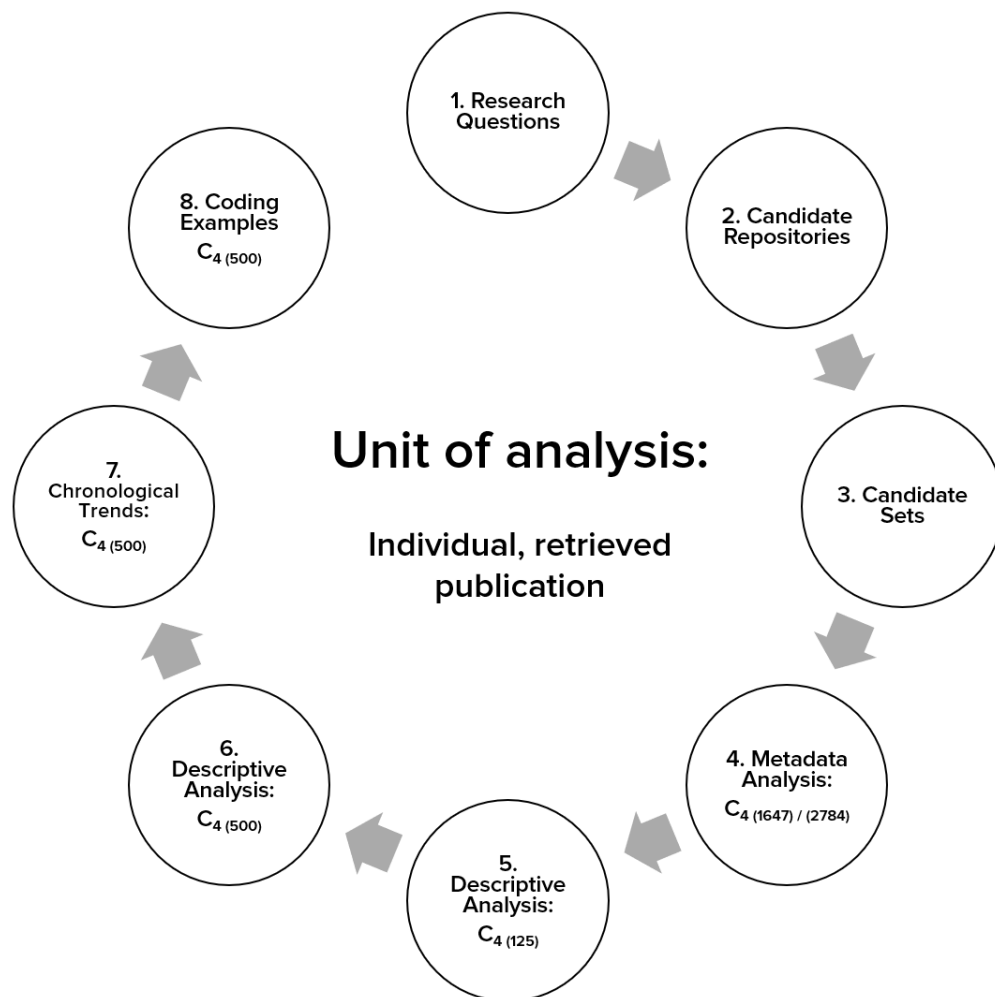 1. Research
Questions
2. Candidate
Repositories
3. Candidate
Sets
4. Metadata
Analysis:
C4 (1647) / (2784)
5.
Descriptive
Analysis:
C4 (125)
6.
Descriptive
Analysis:
C4 (500)
7.
Chronological
Trends:
C4 (500)
8. Coding
Examples
C4 (500)
Unit of analysis:
Individual, retrieved
publication